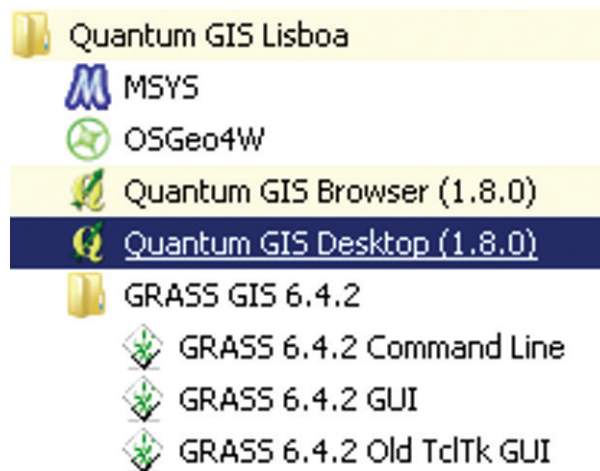 Quantum GIS Lisboa
MSYS
OSGeo4W
Quantum GIS Browser (1.8.0)
Quantum GIS Desktop (1.8.0)
GRASS GIS 6.4.2
GRASS 6.4.2 Command Line
GRASS 6.4.2 GUI
GRASS 6.4.2 Old TclTk GUI